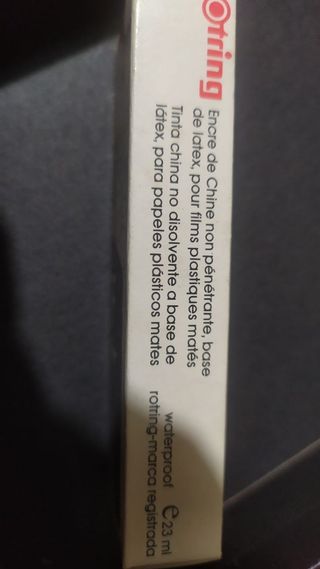 rotring
Encre de Chine non pénétrante, base
de latex, pour films plastiques matés
Tinta china no disolvente a base de
látex, para papeles plásticos mates
waterproof ℮ 23 ml
rotring-marca registrada